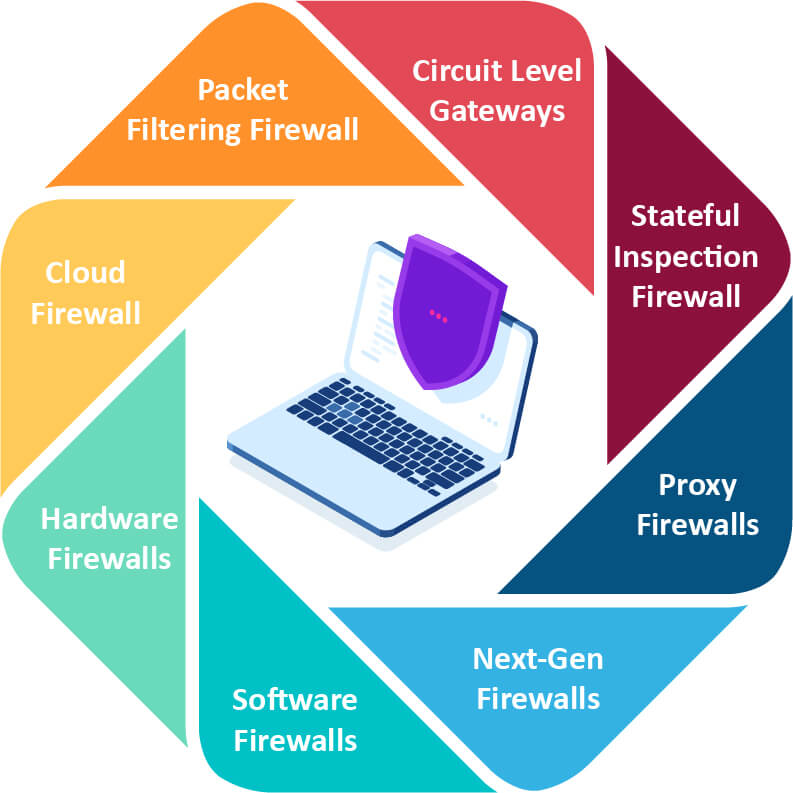 Packet
Filtering Firewall
Circuit Level
Gateways
Stateful
Inspection
Firewall
Proxy
Firewalls
Next-Gen
Firewalls
Software
Firewalls
Hardware
Firewalls
Cloud
Firewall